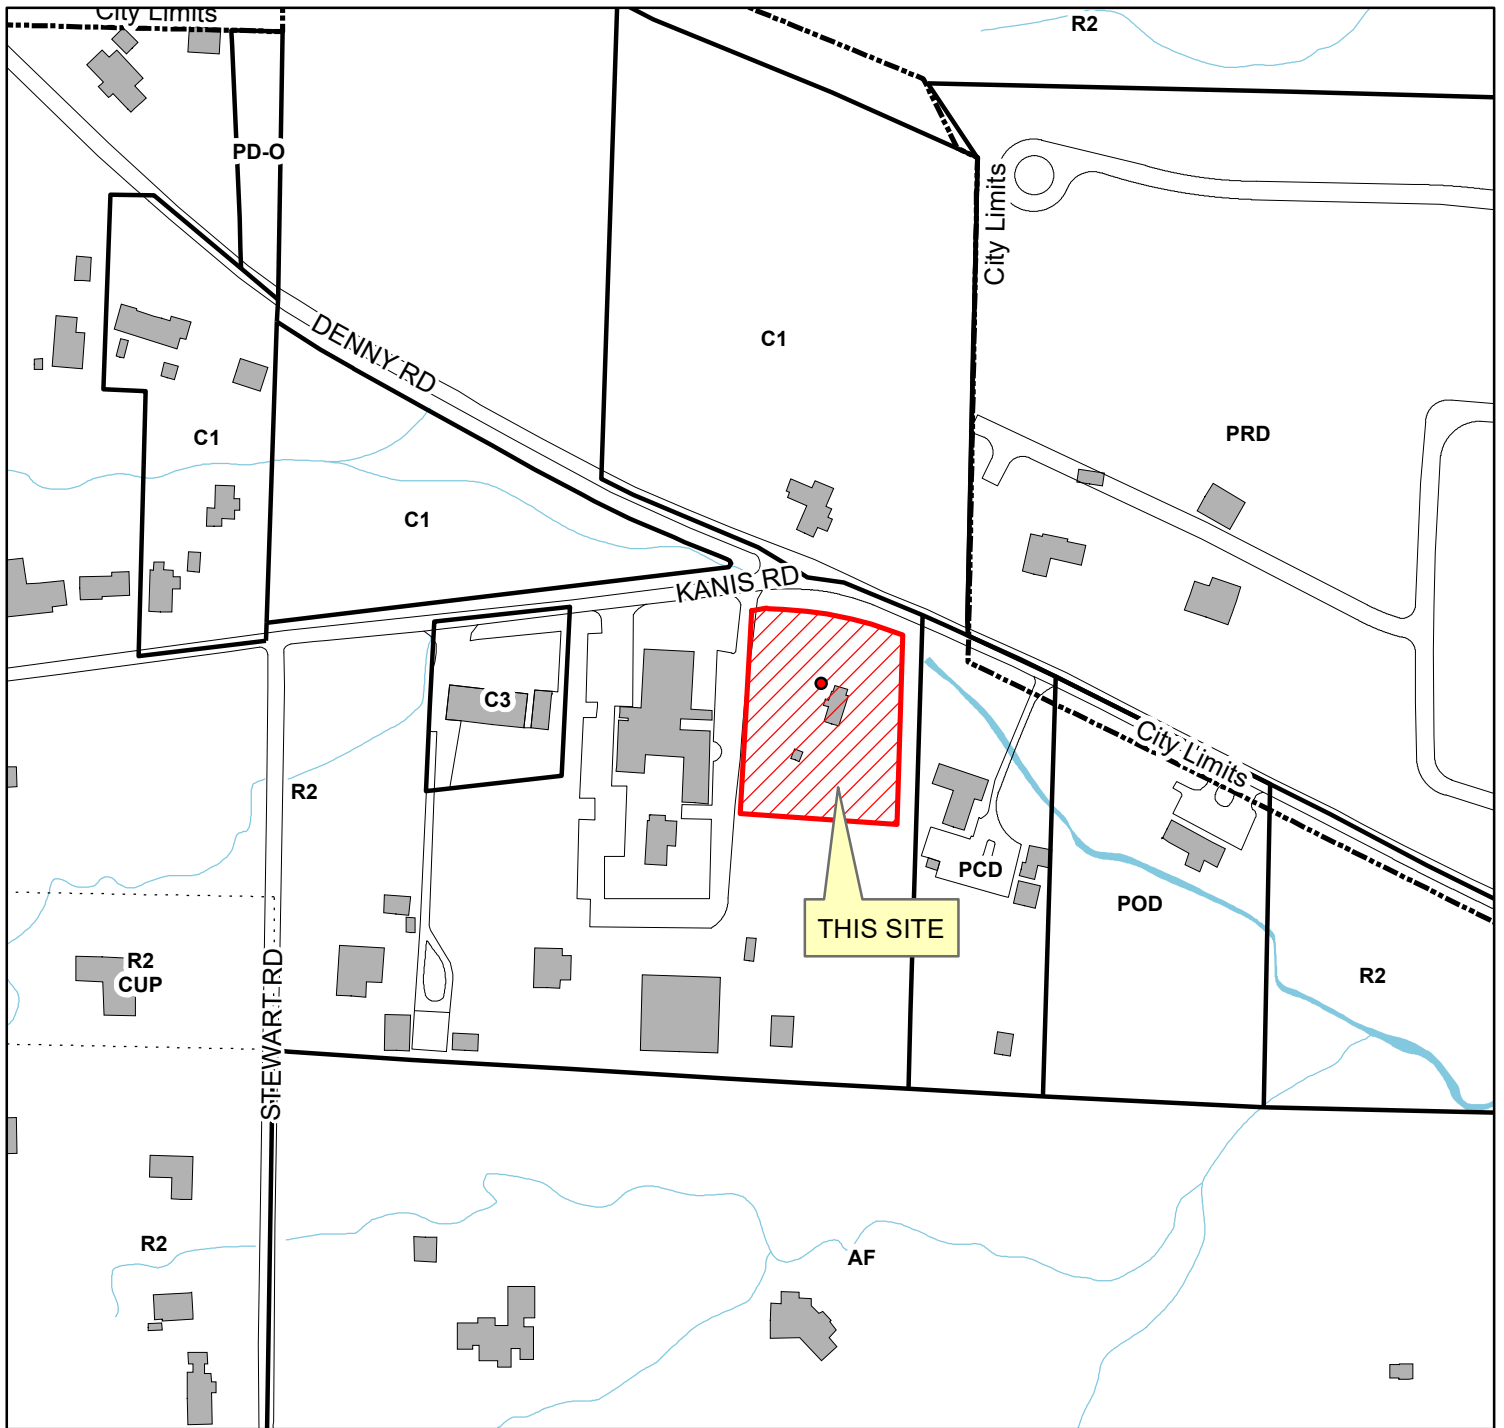 City Limits
R2
PD-O
City Limits
DENNY RD
C1
PRD
C1
C1
KANIS RD
C3
City Limits
R2
PCD
POD
THIS SITE
R2
CUP
R2
STEWART RD
R2
AF